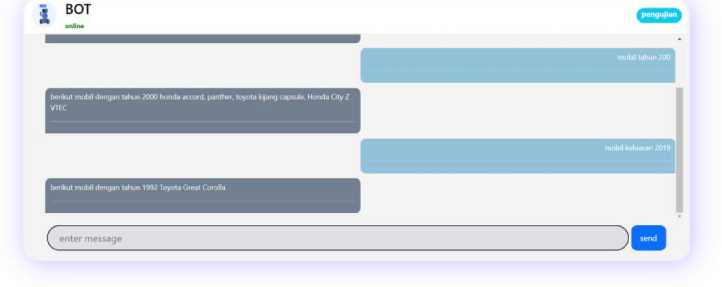 BOT
online
pengujian
mobil tahun 200
berikut mobil dengan tahun 2000 honda accord, panther, toyota kijang capsule, Honda City Z
VTEC
mobil keluaran 2019
berikut mobil dengan tahun 1992 Toyota Great Corolla
enter message
send